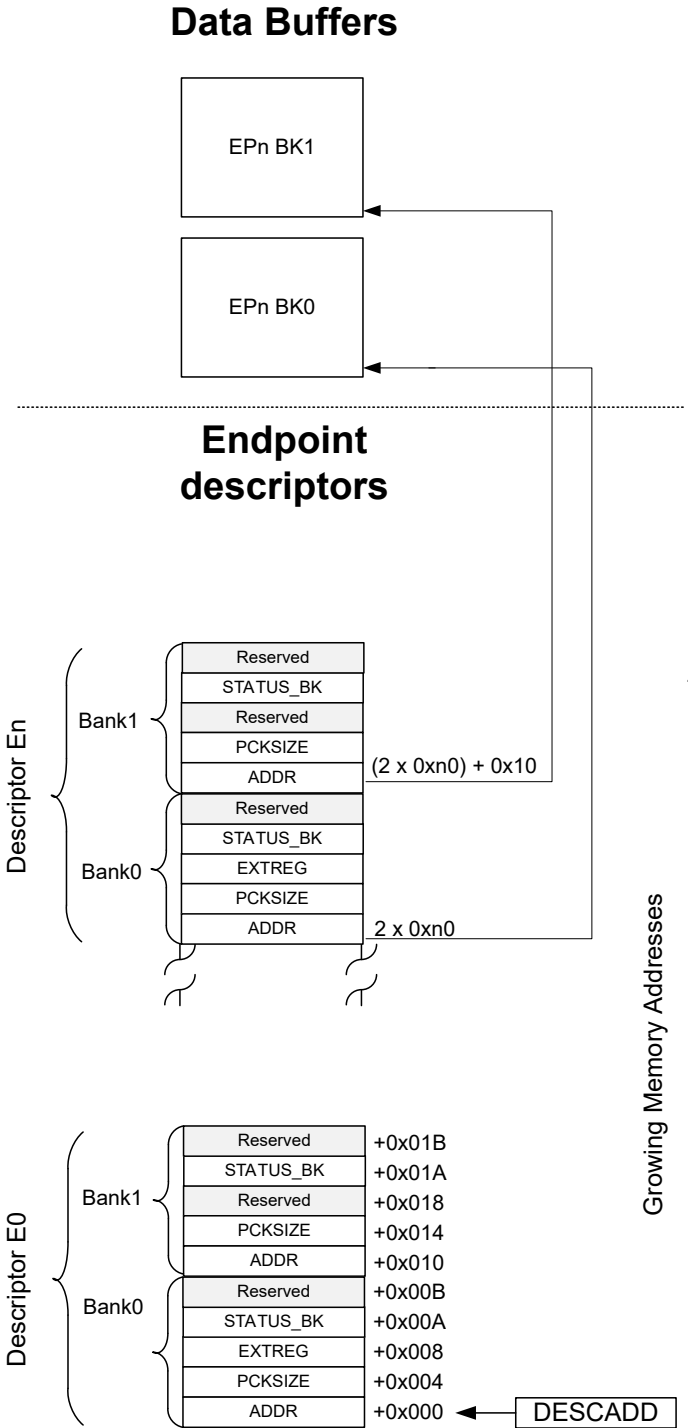 Data Buffers
EPn BK1
EPn BK0
Endpoint
descriptors
Descriptor En
Bank1
Reserved
STATUS_BK
Reserved
PCKSIZE
ADDR
(2 x 0xn0) + 0x10
Bank0
Reserved
STATUS_BK
EXTREG
PCKSIZE
ADDR
2 x 0xn0
Growing Memory Addresses
Descriptor E0
Bank1
Reserved +0x01B
STATUS_BK +0x01A
Reserved +0x018
PCKSIZE +0x014
ADDR +0x010
Bank0
Reserved +0x00B
STATUS_BK +0x00A
EXTREG +0x008
PCKSIZE +0x004
ADDR +0x000
DESCADD